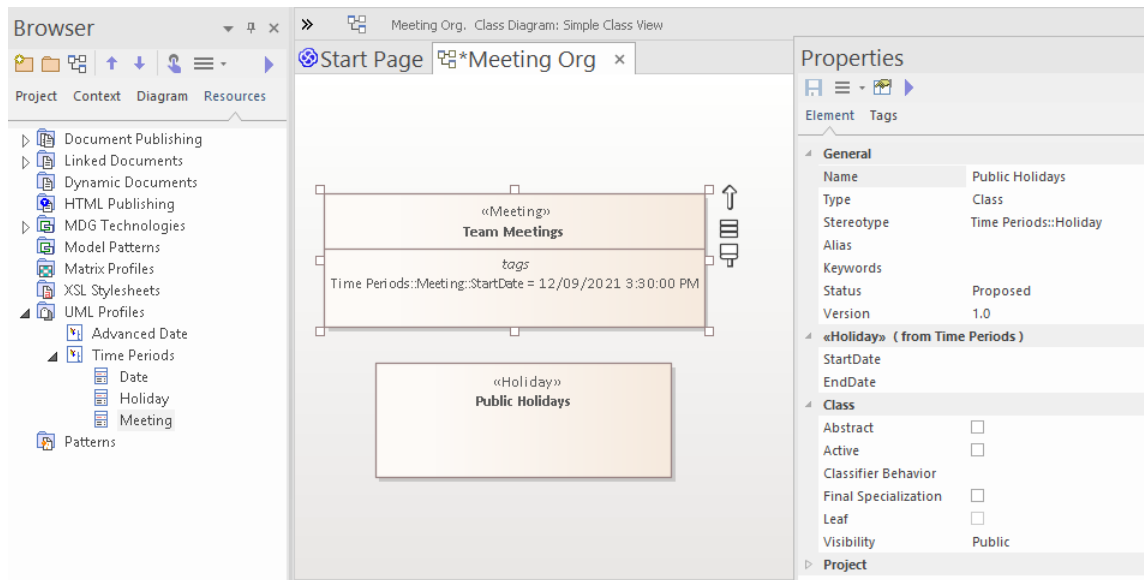 Browser
Project Context Diagram Resources
Document Publishing
Linked Documents
Dynamic Documents
HTML Publishing
MDG Technologies
Model Patterns
Matrix Profiles
XSL Stylesheets
UML Profiles
Advanced Date
Time Periods
Date
Holiday
Meeting
Patterns
Meeting Org. Class Diagram: Simple Class View
Start Page *Meeting Org ×
«Meeting»
Team Meetings
tags
Time Periods::Meeting::StartDate = 12/09/2021 3:30:00 PM
«Holiday»
Public Holidays
Properties
Element Tags
General
Name Public Holidays
Type Class
Stereotype Time Periods::Holiday
Alias
Keywords
Status Proposed
Version 1.0
«Holiday» ( from Time Periods )
StartDate
EndDate
Class
Abstract
Active
Classifier Behavior
Final Specialization
Leaf
Visibility Public
Project